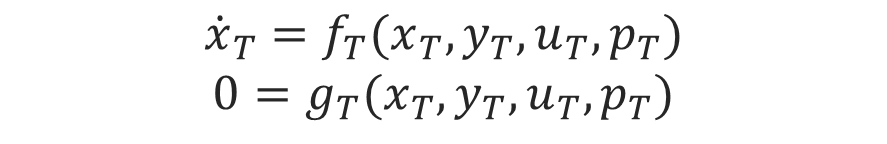 ẋ_T = f_T(x_T, y_T, u_T, p_T)
0 = g_T(x_T, y_T, u_T, p_T)